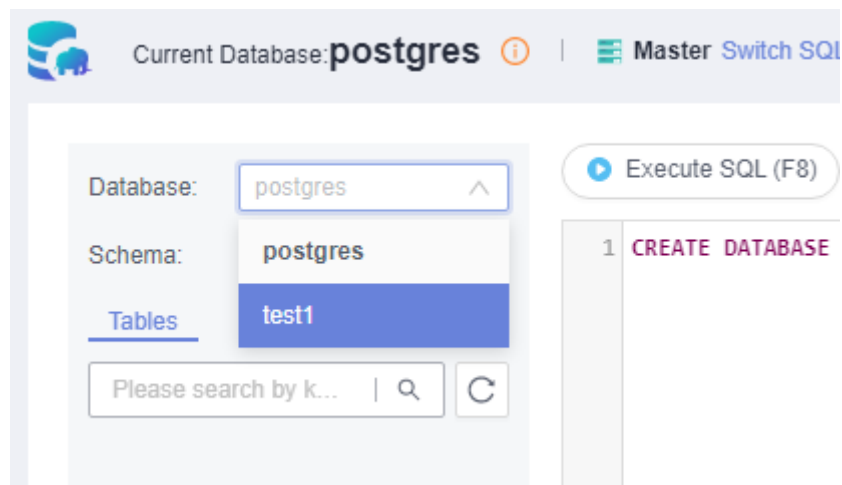 Current Database:postgres | Master Switch SQL
Database: postgres
Execute SQL (F8)
Schema:
postgres
test1
Tables
Please search by k... |
1 CREATE DATABASE